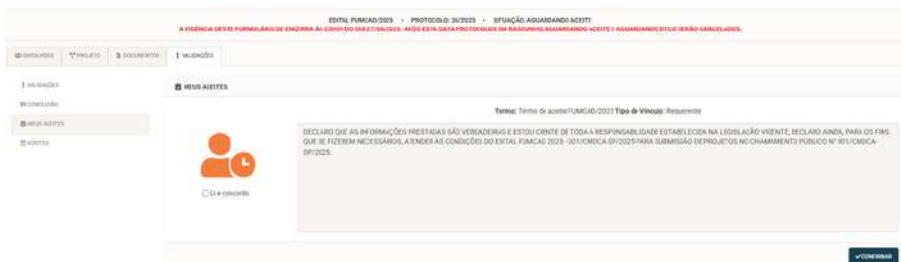 EDITAL FUMCAD/2025 • PROTOCOLO: 26/2025 • SITUAÇÃO: AGUARDANDO ACEITE
A VIGÊNCIA DESTE FORMULÁRIO SE ENCERRA ÀS DO DIA 27/06/2025. APÓS ESTA DATA PROTOCOLOS EM RASCUNHO, AGUARDANDO ACEITE E AGUARDANDO DTCO SERÃO CANCELADOS.
ENVOLVIDOS PROJETO DOCUMENTOS VALIDAÇÕES
VALIDAÇÕES
CONCLUSÃO
MEUS ACEITES
ACEITES
MEUS ACEITES
Termo: Termo de aceite FUMCAD/2025 Tipo de Vínculo: Requerente
DECLARO QUE AS INFORMAÇÕES PRESTADAS SÃO VERDADEIRAS E ESTOU CIENTE DE TODA A RESPONSABILIDADE ESTABELECIDA NA LEGISLAÇÃO VIGENTE, DECLARO AINDA, PARA OS FINS
QUE SE FIZEREM NECESSÁRIOS, ATENDER ÀS CONDIÇÕES DO EDITAL FUMCAD 2025 -001/CMDCA-SP/2025 PARA SUBMISSÃO DE PROJETOS NO CHAMAMENTO PÚBLICO Nº 001/CMDCA-
SP/2025.
Li e concordo
CONFIRMAR